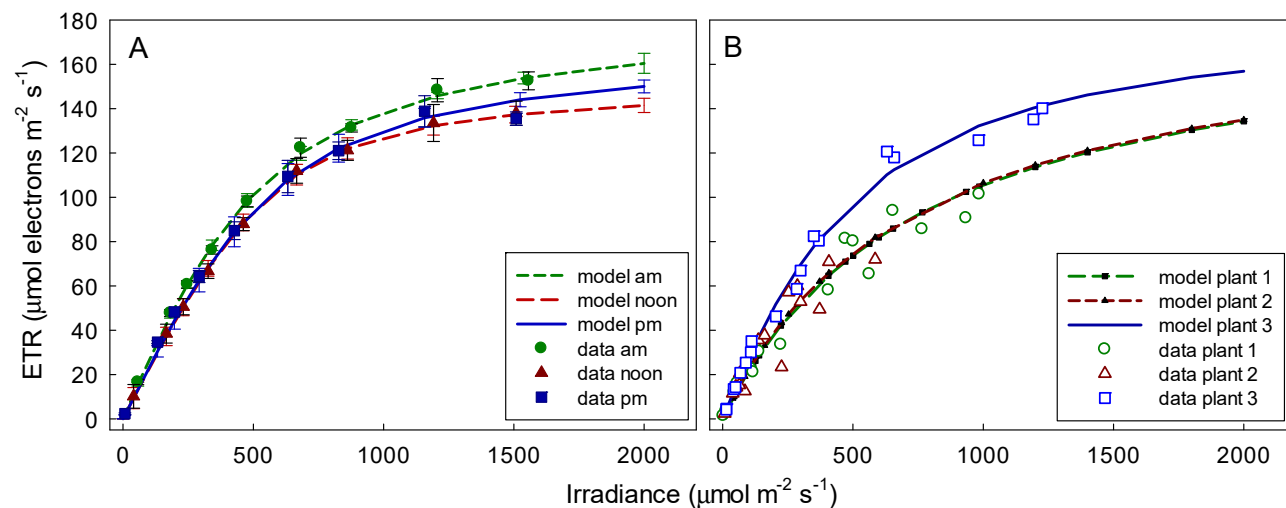 ETR (μmol electrons m-2 s-1)
180
160
140
120
100
80
60
40
20
0
A
model am
model noon
model pm
data am
data noon
data pm
0 500 1000 1500 2000
B
model plant 1
model plant 2
model plant 3
data plant 1
data plant 2
data plant 3
0 500 1000 1500 2000
Irradiance (μmol m-2 s-1)